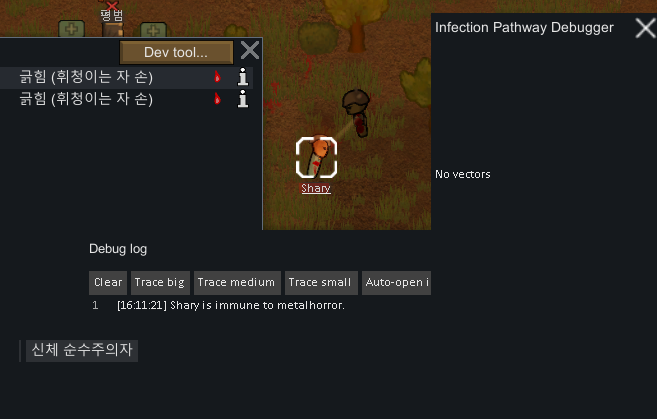 평범
Infection Pathway Debugger
Dev tool...
긁힘 (휘청이는 자 손)
긁힘 (휘청이는 자 손)
No vectors
Shary
Debug log
Clear Trace big Trace medium Trace small Auto-open i
1 [16:11:21] Shary is immune to metalhorror.
신체 순수주의자